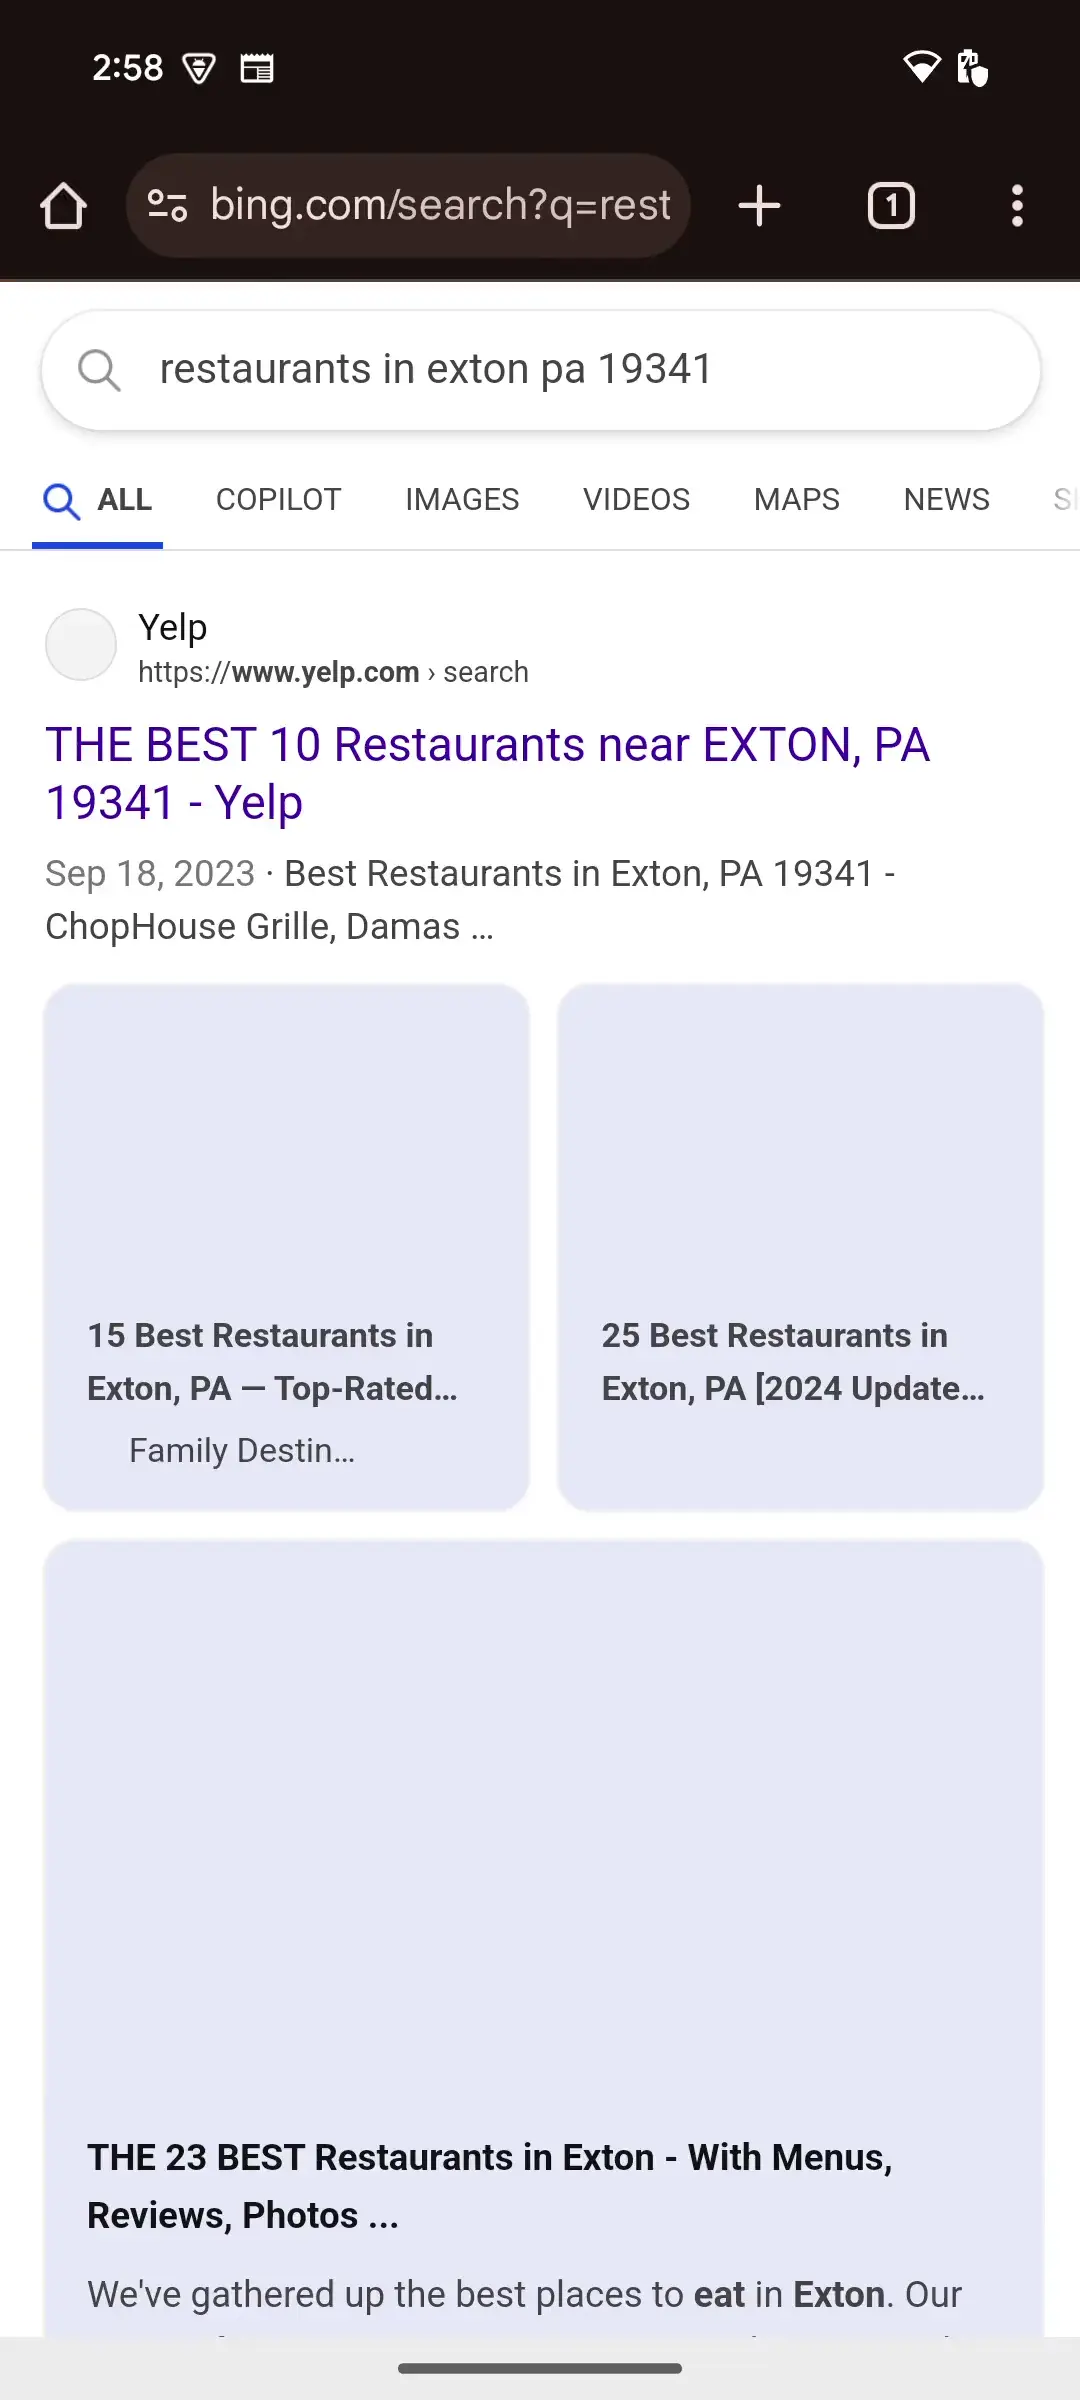 2:58
bing.com/search?q=rest
1
restaurants in exton pa 19341
ALL COPILOT IMAGES VIDEOS MAPS NEWS
Yelp
https://www.yelp.com › search
THE BEST 10 Restaurants near EXTON, PA
19341 - Yelp
Sep 18, 2023 · Best Restaurants in Exton, PA 19341 -
ChopHouse Grille, Damas ...
15 Best Restaurants in
Exton, PA — Top-Rated...
Family Destin...
25 Best Restaurants in
Exton, PA [2024 Update...
THE 23 BEST Restaurants in Exton - With Menus,
Reviews, Photos ...
We've gathered up the best places to eat in Exton. Our